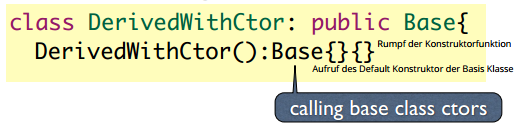 class DerivedWithCtor: public Base{
DerivedWithCtor():Base{}{} Rumpf der Konstruktorfunktion
Aufruf des Default Konstruktor der Basis Klasse
calling base class ctors